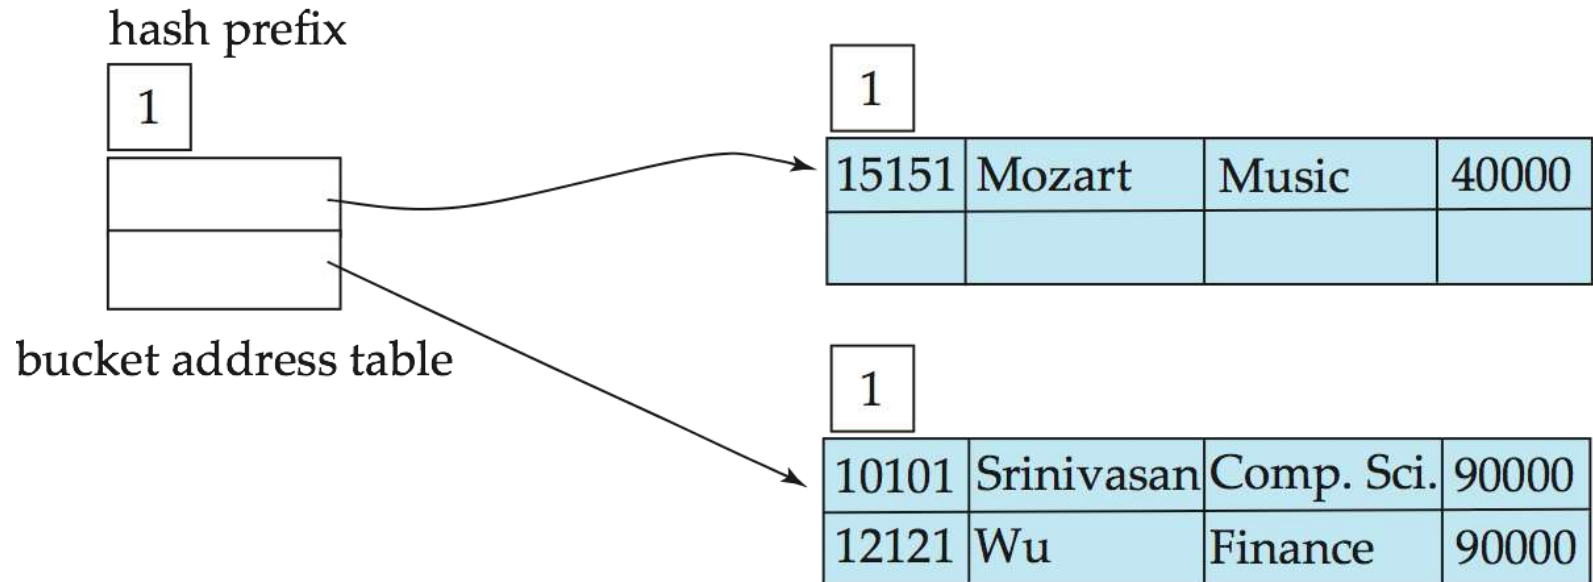 hash prefix
1
bucket address table
1
15151 Mozart Music 40000
1
10101 Srinivasan Comp. Sci. 90000
12121 Wu Finance 90000